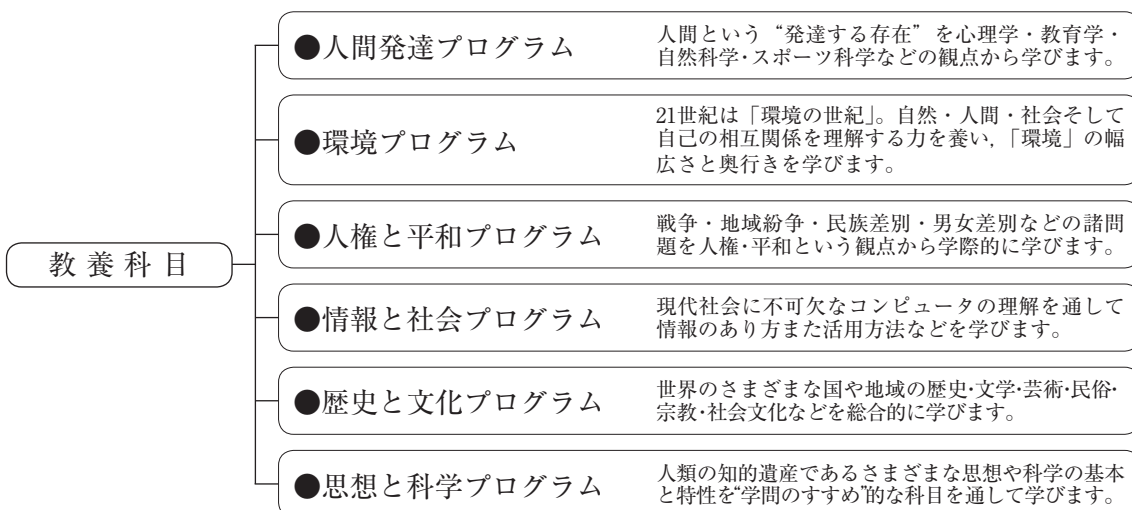 ●人間発達プログラム
人間という“発達する存在”を心理学・教育学・
自然科学・スポーツ科学などの観点から学びます。
●環境プログラム
21世紀は「環境の世紀」。自然・人間・社会そして
自己の相互関係を理解する力を養い,「環境」の幅
広さと奥行きを学びます。
●人権と平和プログラム
戦争・地域紛争・民族差別・男女差別などの諸問
題を人権・平和という観点から学際的に学びます。
教養科目
●情報と社会プログラム
現代社会に不可欠なコンピュータの理解を通して
情報のあり方また活用方法などを学びます。
●歴史と文化プログラム
世界のさまざまな国や地域の歴史・文学・芸術・民俗・
宗教・社会文化などを総合的に学びます。
●思想と科学プログラム
人類の知的遺産であるさまざまな思想や科学の基本
と特性を“学問のすすめ”的な科目を通して学びます。